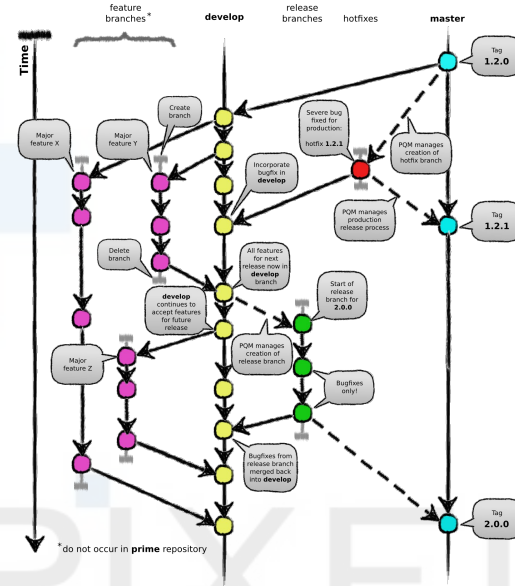 feature
branches*
develop
release
branches
hotfixes
master
Time
Tag
1.2.0
Create
branch
Severe bug
fixed for
production:
hotfix 1.2.1
Major
feature X
Major
feature Y
PQM manages
creation of
hotfix branch
Incorporate
bugfix in
develop
PQM manages
production
release process
Tag
1.2.1
Delete
branch
All features
for next
release now in
develop
branch
Start of
release
branch for
2.0.0
develop
continues to
accept features
for future
release
PQM manages
creation of
release branch
Major
feature Z
Bugfixes
only!
Bugfixes from
release branch
merged back
into develop
Tag
2.0.0
*do not occur in prime repository
PIXEL